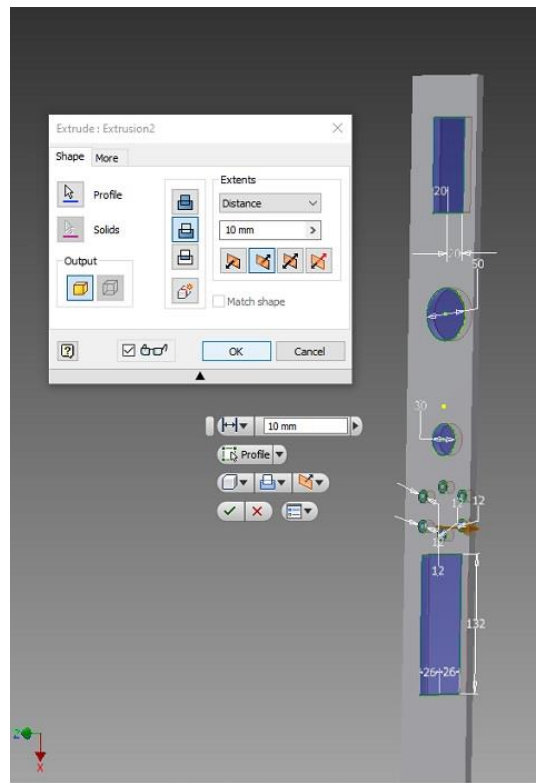 Extrude : Extrusion2
Shape More
Profile
Solids
Output
Extents
Distance
10 mm
Match shape
OK Cancel
10 mm
Profile
20
20
50
30
12
12
12
12
132
26 26
Z
X